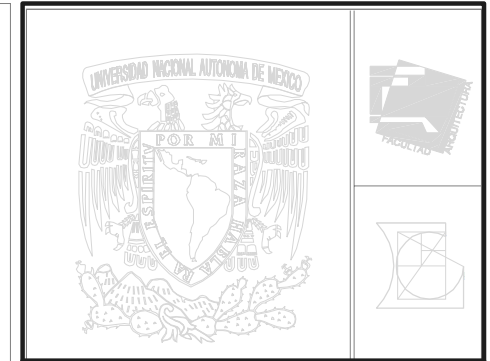 UNIVERSIDAD NACIONAL AUTONOMA DE MEXICO
POR MI RAZA HABLARA EL ESPIRITU
FACULTAD ARQUITECTURA